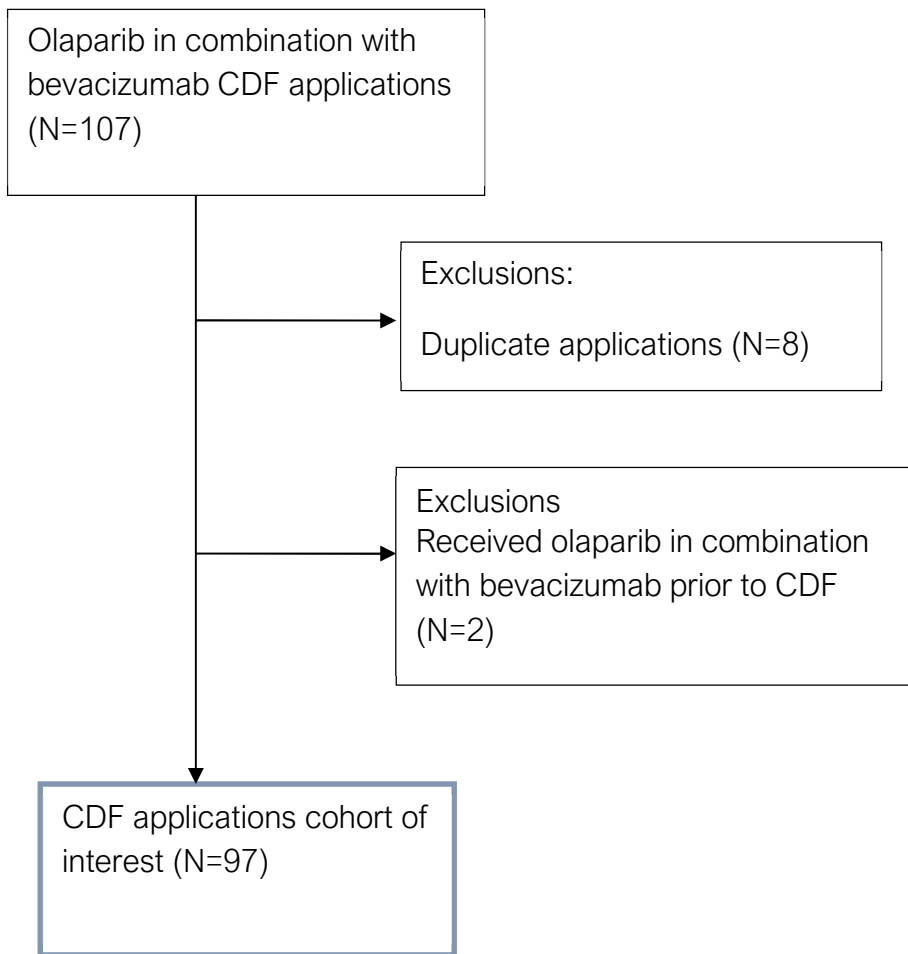 Olaparib in combination with
bevacizumab CDF applications
(N=107)
Exclusions:
Duplicate applications (N=8)
Exclusions
Received olaparib in combination
with bevacizumab prior to CDF
(N=2)
CDF applications cohort of
interest (N=97)